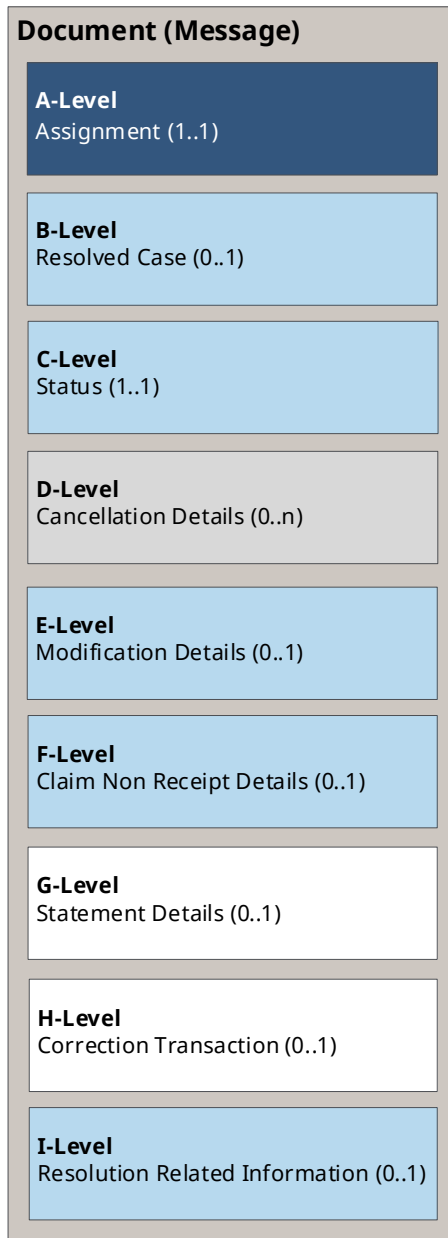 Document (Message)
A-Level
Assignment (1..1)
B-Level
Resolved Case (0..1)
C-Level
Status (1..1)
D-Level
Cancellation Details (0..n)
E-Level
Modification Details (0..1)
F-Level
Claim Non Receipt Details (0..1)
G-Level
Statement Details (0..1)
H-Level
Correction Transaction (0..1)
I-Level
Resolution Related Information (0..1)